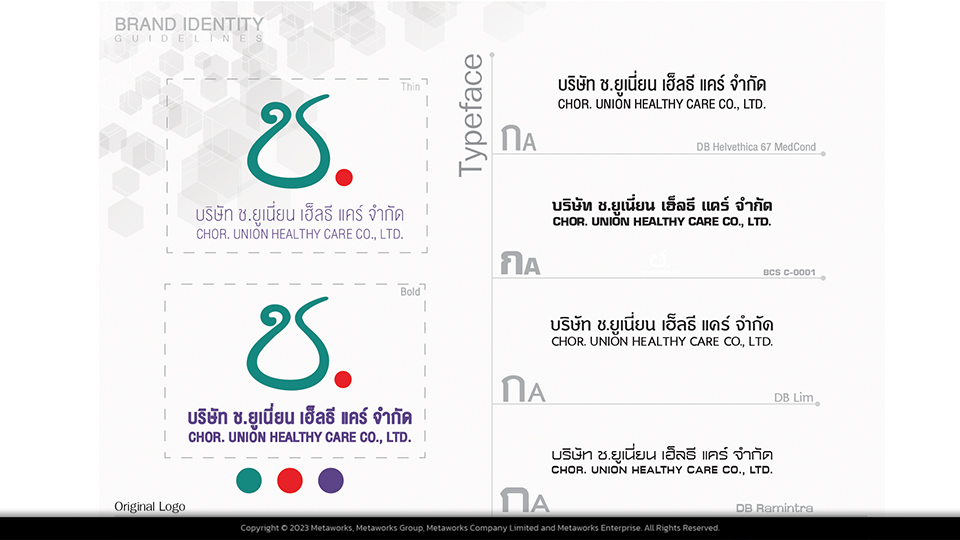 BRAND IDENTITY
GUIDELINES
Thin
ช.
บริษัท ช.ยูเนี่ยน เฮ็ลธี แคร์ จำกัด
CHOR. UNION HEALTHY CARE CO., LTD.
Bold
ช.
บริษัท ช.ยูเนี่ยน เฮ็ลธี แคร์ จำกัด
CHOR. UNION HEALTHY CARE CO., LTD.
Original Logo
Typeface
บริษัท ช.ยูเนี่ยน เฮ็ลธี แคร์ จำกัด
CHOR. UNION HEALTHY CARE CO., LTD.
กA
DB Helvethica 67 MedCond
บริษัท ช.ยูเนี่ยน เฮ็ลธี แคร์ จำกัด
CHOR. UNION HEALTHY CARE CO., LTD.
กA
BCS C-0001
บริษัท ช.ยูเนี่ยน เฮ็ลธี แคร์ จำกัด
CHOR. UNION HEALTHY CARE CO., LTD.
กA
DB Lim
บริษัท ช.ยูเนี่ยน เฮ็ลธี แคร์ จำกัด
CHOR. UNION HEALTHY CARE CO., LTD.
กA
DB Ramintra
Copyright © 2023 Metaworks, Metaworks Group, Metaworks Company Limited and Metaworks Enterprise. All Rights Reserved.